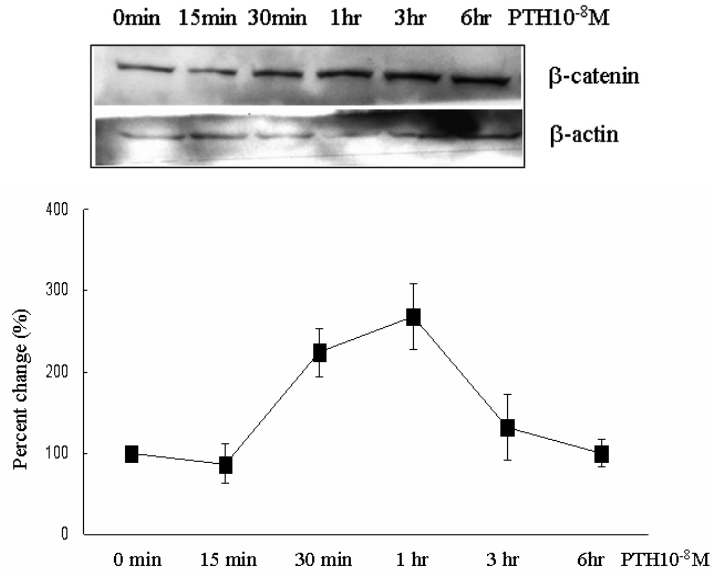 0min 15min 30min 1hr 3hr 6hr PTH10⁻⁸M
β-catenin
β-actin
400
300
200
100
0
Percent change (%)
0 min 15 min 30 min 1 hr 3 hr 6hr PTH10⁻⁸M